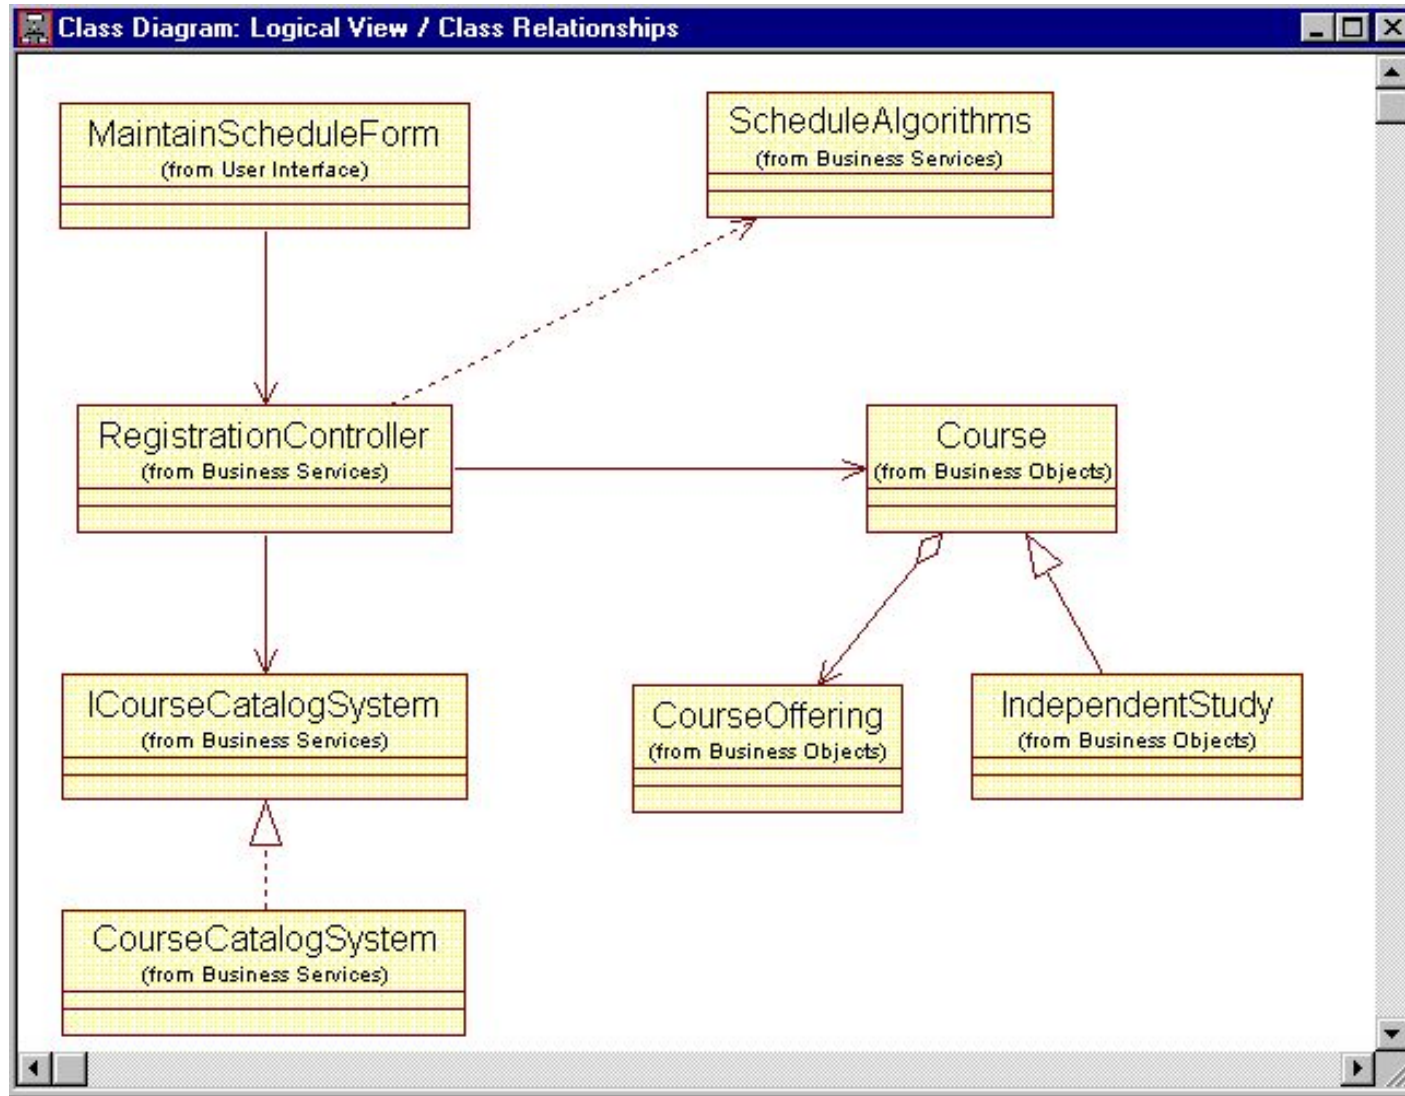 Class Diagram: Logical View / Class Relationships
MaintainScheduleForm
(from User Interface)
ScheduleAlgorithms
(from Business Services)
RegistrationController
(from Business Services)
Course
(from Business Objects)
ICourseCatalogSystem
(from Business Services)
CourseOffering
(from Business Objects)
IndependentStudy
(from Business Objects)
CourseCatalogSystem
(from Business Services)